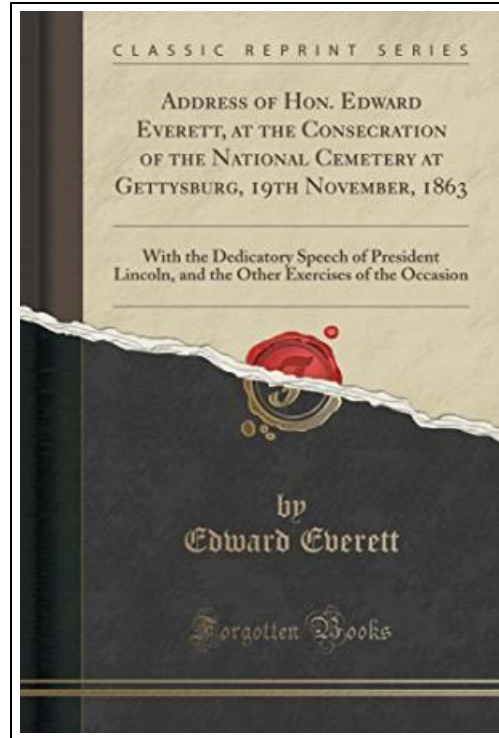 CLASSIC REPRINT SERIES
ADDRESS OF HON. EDWARD
EVERETT, AT THE CONSECRATION
OF THE NATIONAL CEMETERY AT
GETTYSBURG, 19TH NOVEMBER, 1863
With the Dedicatory Speech of President
Lincoln, and the Other Exercises of the Occasion
by
Edward Everett
Forgotten Books